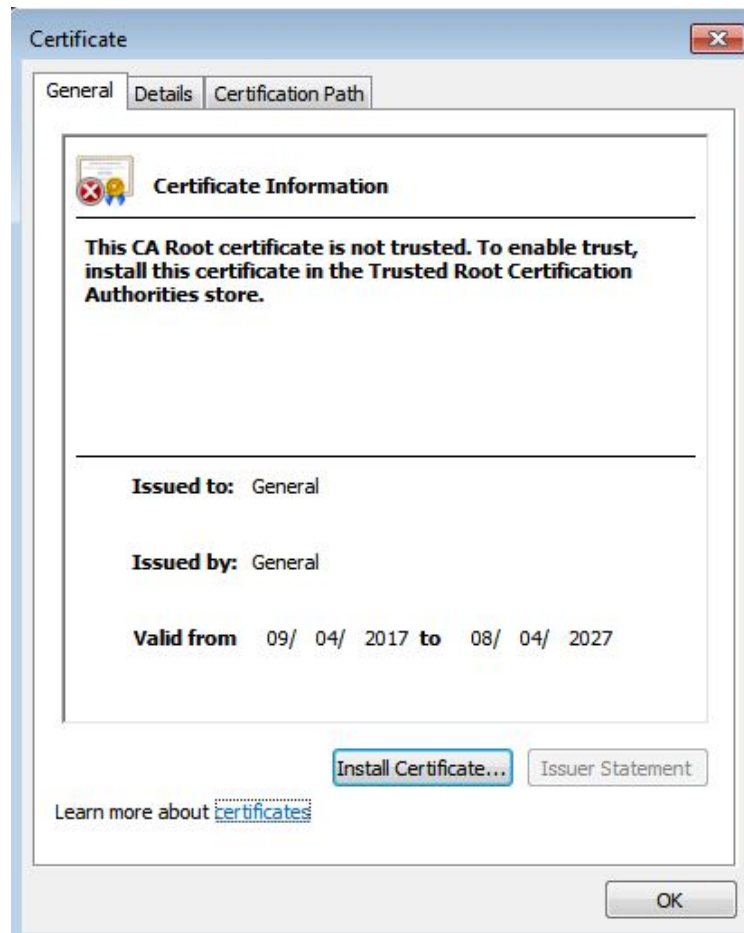 Certificate
General Details Certification Path
Certificate Information
This CA Root certificate is not trusted. To enable trust,
install this certificate in the Trusted Root Certification
Authorities store.
Issued to: General
Issued by: General
Valid from 09/ 04/ 2017 to 08/ 04/ 2027
Install Certificate... Issuer Statement
Learn more about certificates
OK